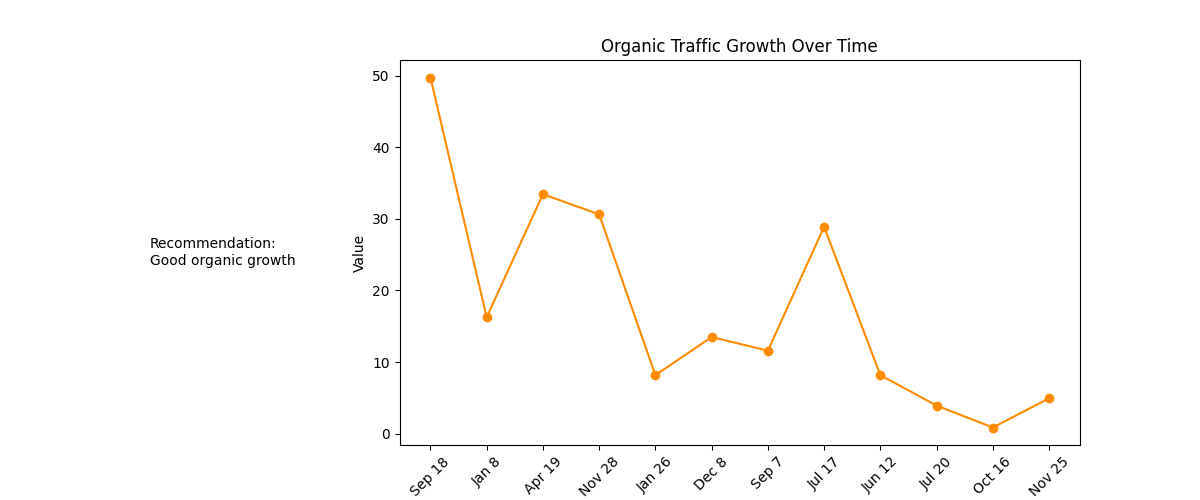 Organic Traffic Growth Over Time
Recommendation:
Good organic growth
Value
50
40
30
20
10
0
Sep 18
Jan 8
Apr 19
Nov 28
Jan 26
Dec 8
Sep 7
Jul 17
Jun 12
Jul 20
Oct 16
Nov 25